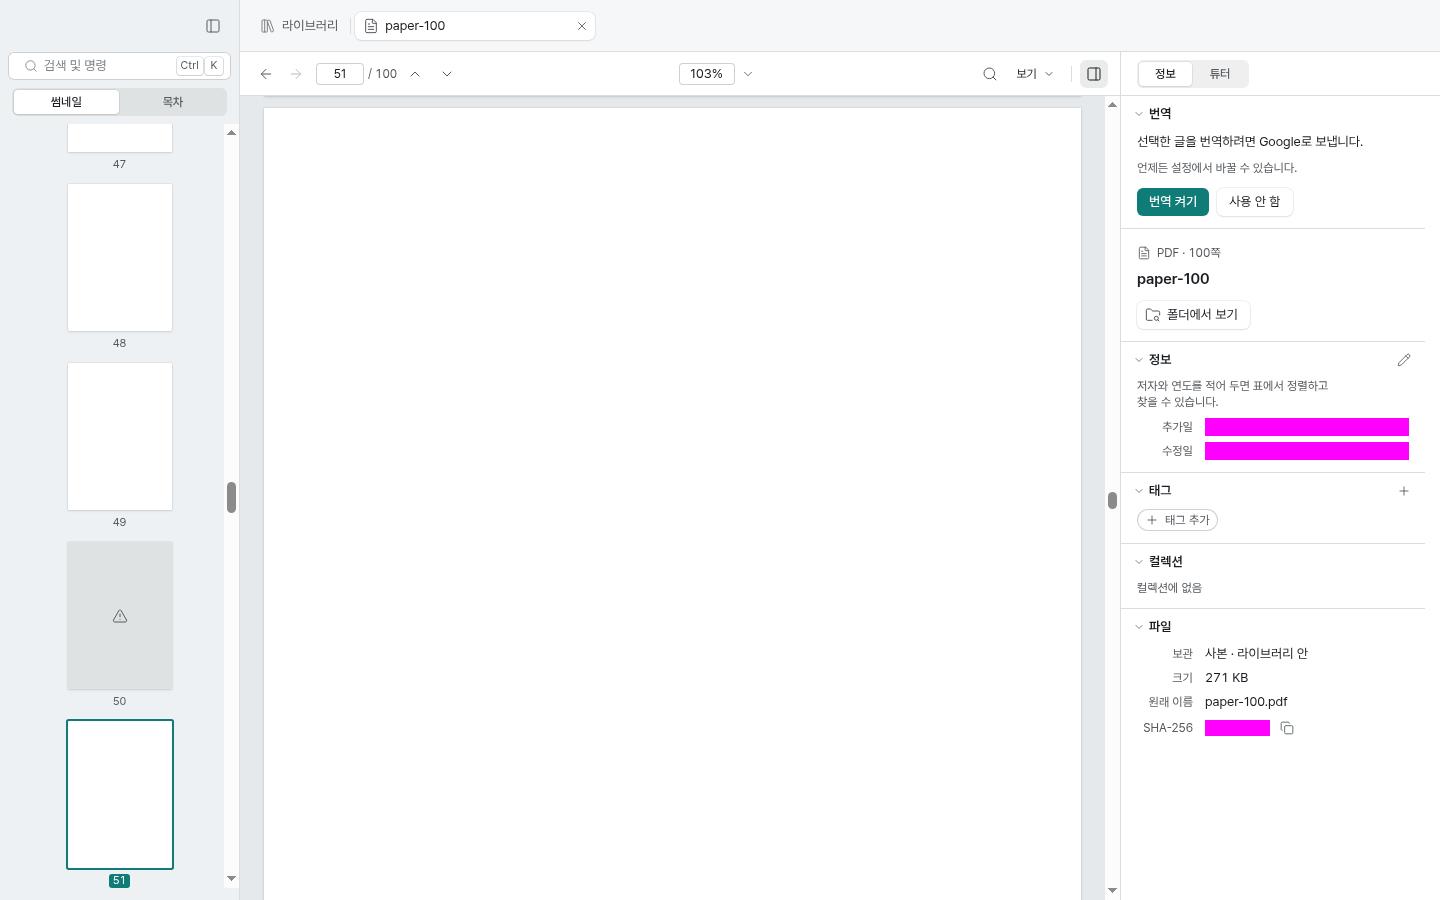 라이브러리
paper-100
검색 및 명령
Ctrl
K
썸네일
목차
47
48
49
50
51
51
/ 100
103%
보기
정보
튜터
번역
선택한 글을 번역하려면 Google로 보냅니다.
언제든 설정에서 바꿀 수 있습니다.
번역 켜기
사용 안 함
PDF · 100쪽
paper-100
폴더에서 보기
정보
저자와 연도를 적어 두면 표에서 정렬하고
찾을 수 있습니다.
추가일
수정일
태그
태그 추가
컬렉션
컬렉션에 없음
파일
보관 사본 · 라이브러리 안
크기 271 KB
원래 이름 paper-100.pdf
SHA-256